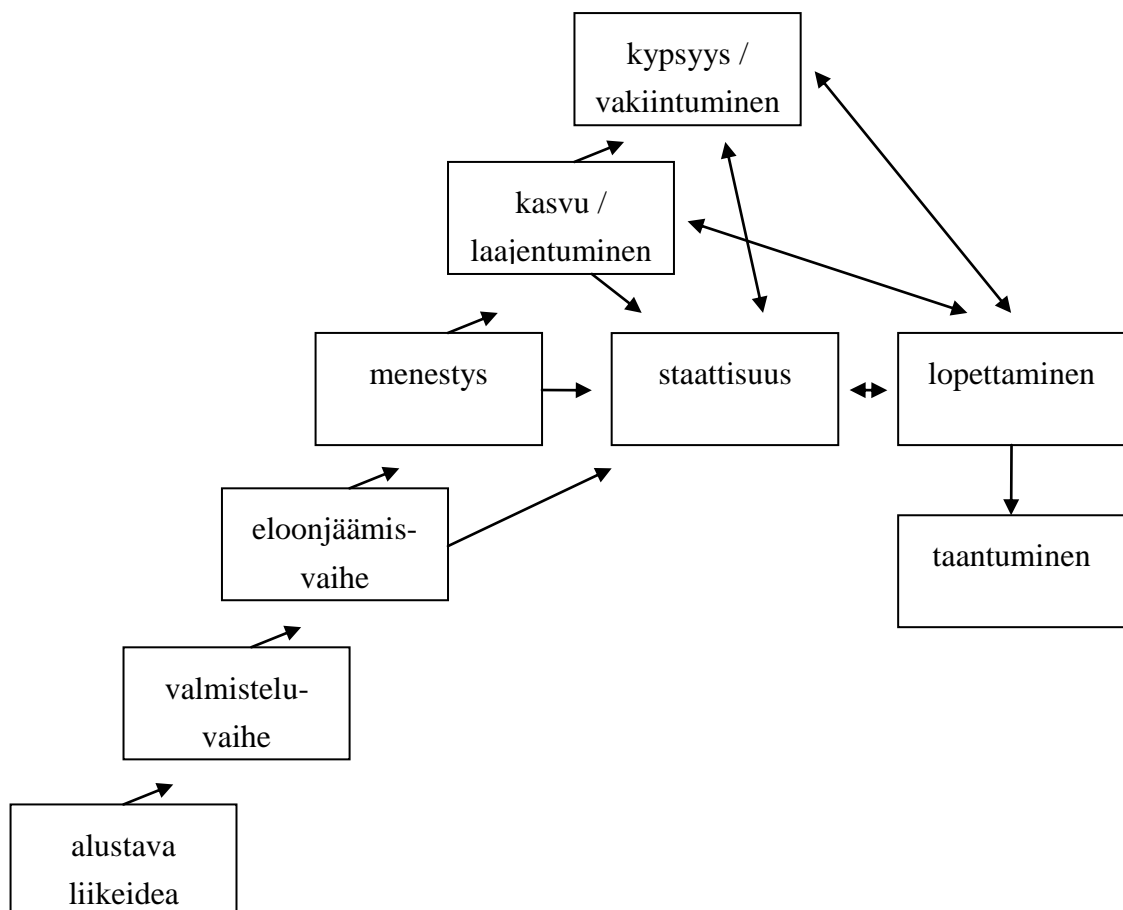 kypsyys /
vakiintuminen
kasvu /
laajentuminen
menestys
staattisuus
lopettaminen
eloonjäämis-
vaihe
taantuminen
valmistelu-
vaihe
alustava
liikeidea